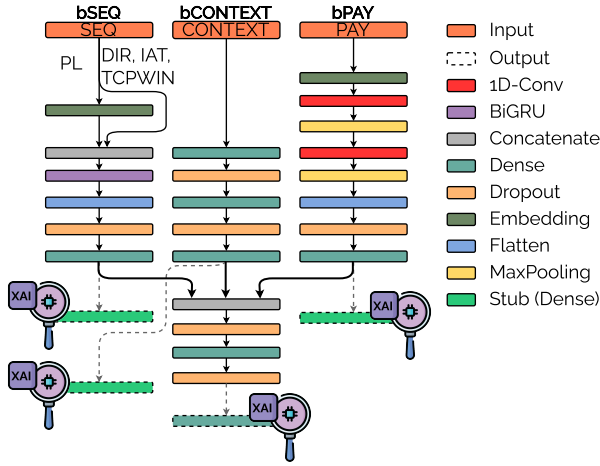 bSEQ bCONTEXT bPAY
SEQ CONTEXT PAY
PL DIR, IAT,
TCPWIN
Input
Output
1D-Conv
BiGRU
Concatenate
Dense
Dropout
Embedding
Flatten
MaxPooling
Stub (Dense)
XAI
XAI
XAI
XAI